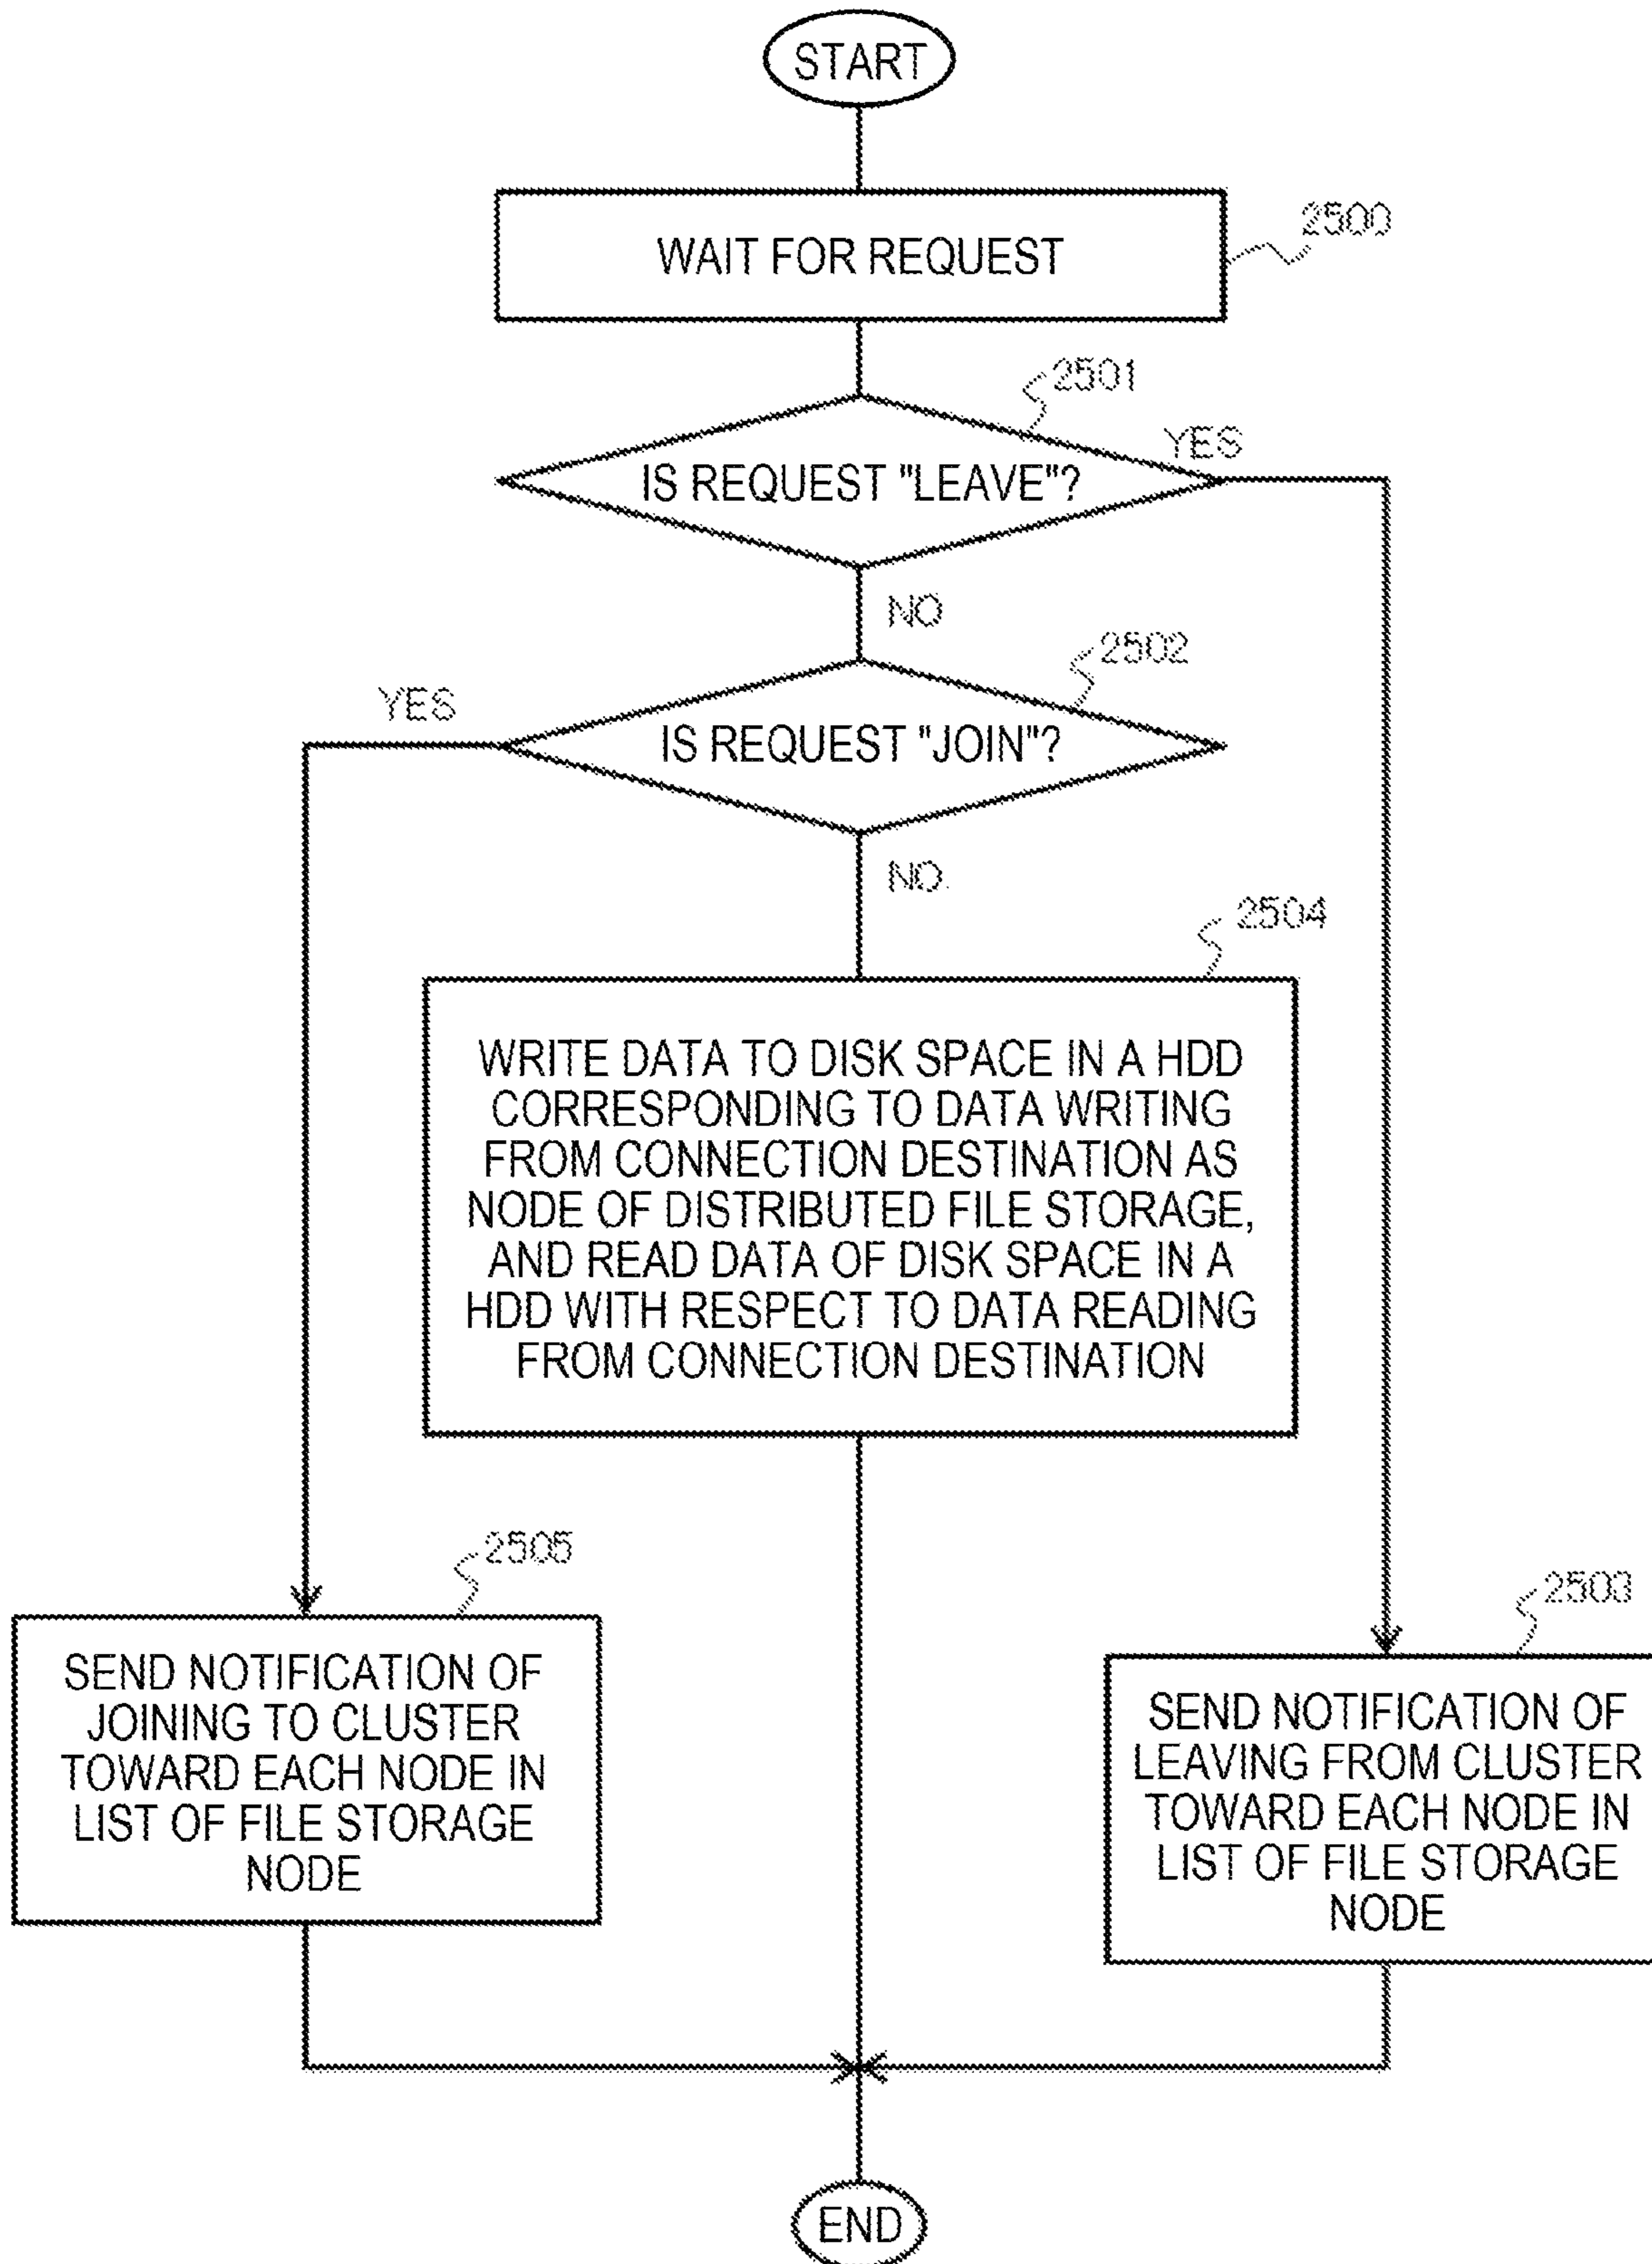 START
WAIT FOR REQUEST
2500
2501
YES
IS REQUEST "LEAVE"?
NO
2502
YES
IS REQUEST "JOIN"?
NO
2504
WRITE DATA TO DISK SPACE IN A HDD
CORRESPONDING TO DATA WRITING
FROM CONNECTION DESTINATION AS
NODE OF DISTRIBUTED FILE STORAGE,
AND READ DATA OF DISK SPACE IN A
HDD WITH RESPECT TO DATA READING
FROM CONNECTION DESTINATION
2505
SEND NOTIFICATION OF
JOINING TO CLUSTER
TOWARD EACH NODE IN
LIST OF FILE STORAGE
NODE
2503
SEND NOTIFICATION OF
LEAVING FROM CLUSTER
TOWARD EACH NODE IN
LIST OF FILE STORAGE
NODE
END